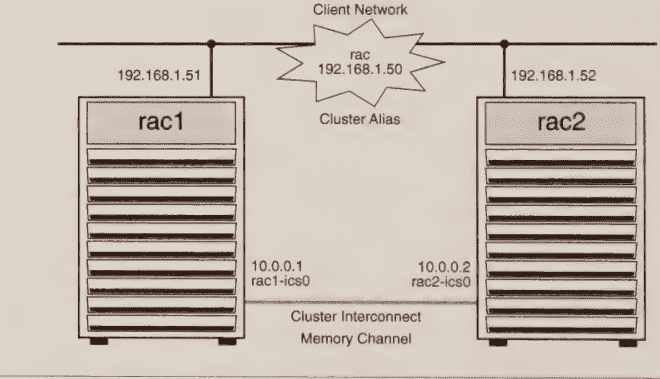 Client Network
rac
192.168.1.50
192.168.1.51
192.168.1.52
Cluster Alias
rac1
rac2
10.0.0.1
rac1-ics0
10.0.0.2
rac2-ics0
Cluster Interconnect
Memory Channel